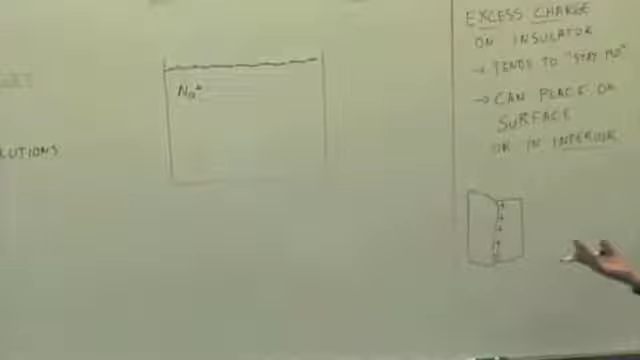 LUTIONS
Na+
EXCESS CHARGE
ON INSULATOR
→ TENDS TO "STAY PUT"
→ CAN PLACE ON
SURFACE
OR IN INTERIOR